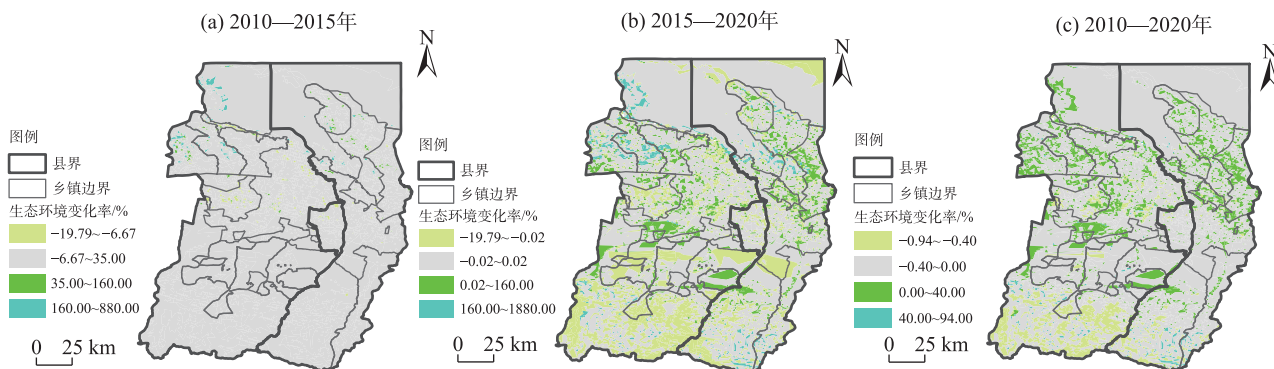 (a) 2010—2015年
N
图例
县界
乡镇边界
生态环境变化率/%
−19.79~−6.67
−6.67~35.00
35.00~160.00
160.00~880.00
0 25 km
(b) 2015—2020年
N
图例
县界
乡镇边界
生态环境变化率/%
−19.79~−0.02
−0.02~0.02
0.02~160.00
160.00~1880.00
0 25 km
(c) 2010—2020年
N
图例
县界
乡镇边界
生态环境变化率/%
−0.94~−0.40
−0.40~0.00
0.00~40.00
40.00~94.00
0 25 km